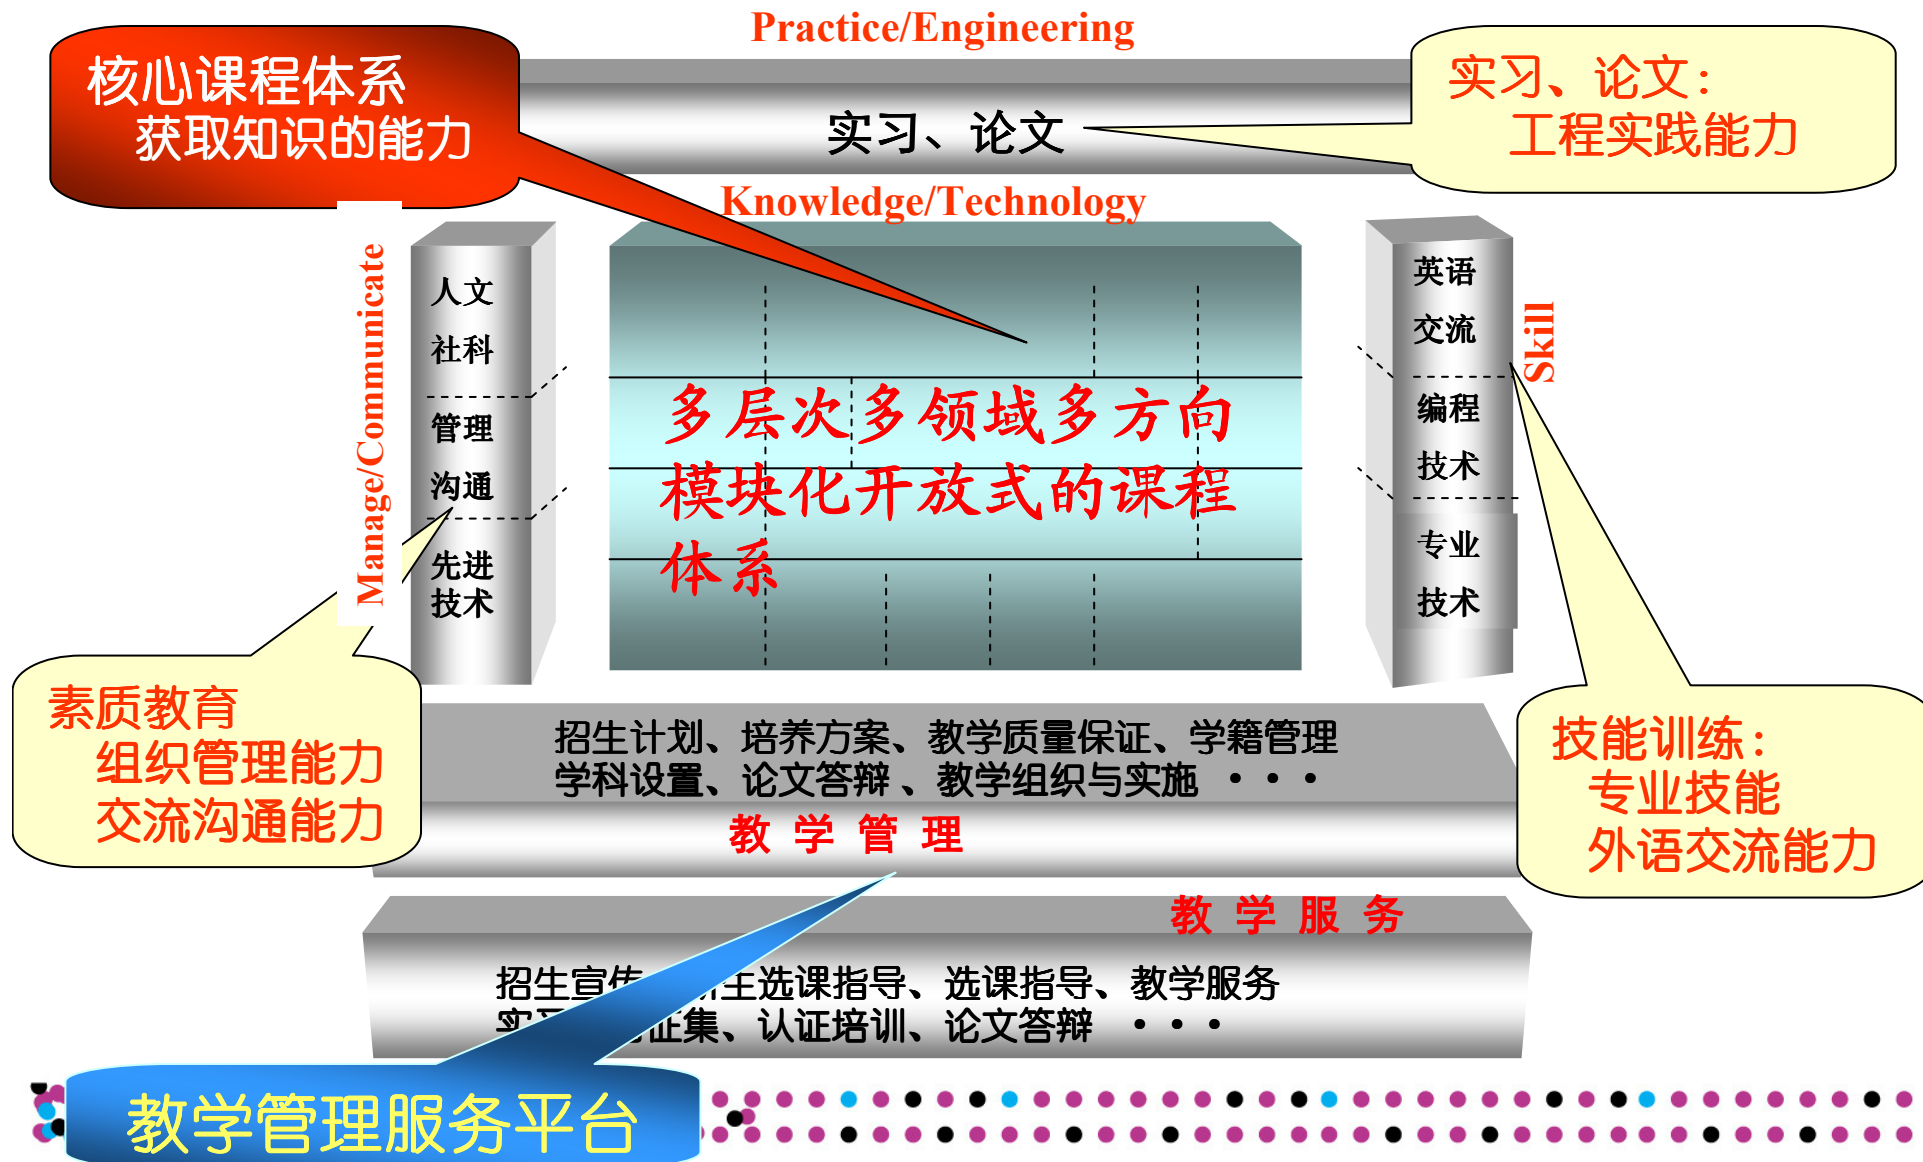 Practice/Engineering
核心课程体系
获取知识的能力
实习、论文
实习、论文：
工程实践能力
Knowledge/Technology
Manage/Communicate
人文
社科
管理
沟通
先进
技术
多层次多领域多方向
模块化开放式的课程
体系
英语
交流
编程
技术
专业
技术
Skill
素质教育
组织管理能力
交流沟通能力
招生计划、培养方案、教学质量保证、学籍管理
学科设置、论文答辩 、教学组织与实施 ・・・
教 学 管 理
技能训练：
专业技能
外语交流能力
教 学 服 务
招生宣传 生选课指导、选课指导、教学服务
实 征集、认证培训、论文答辩 ・・・
教学管理服务平台